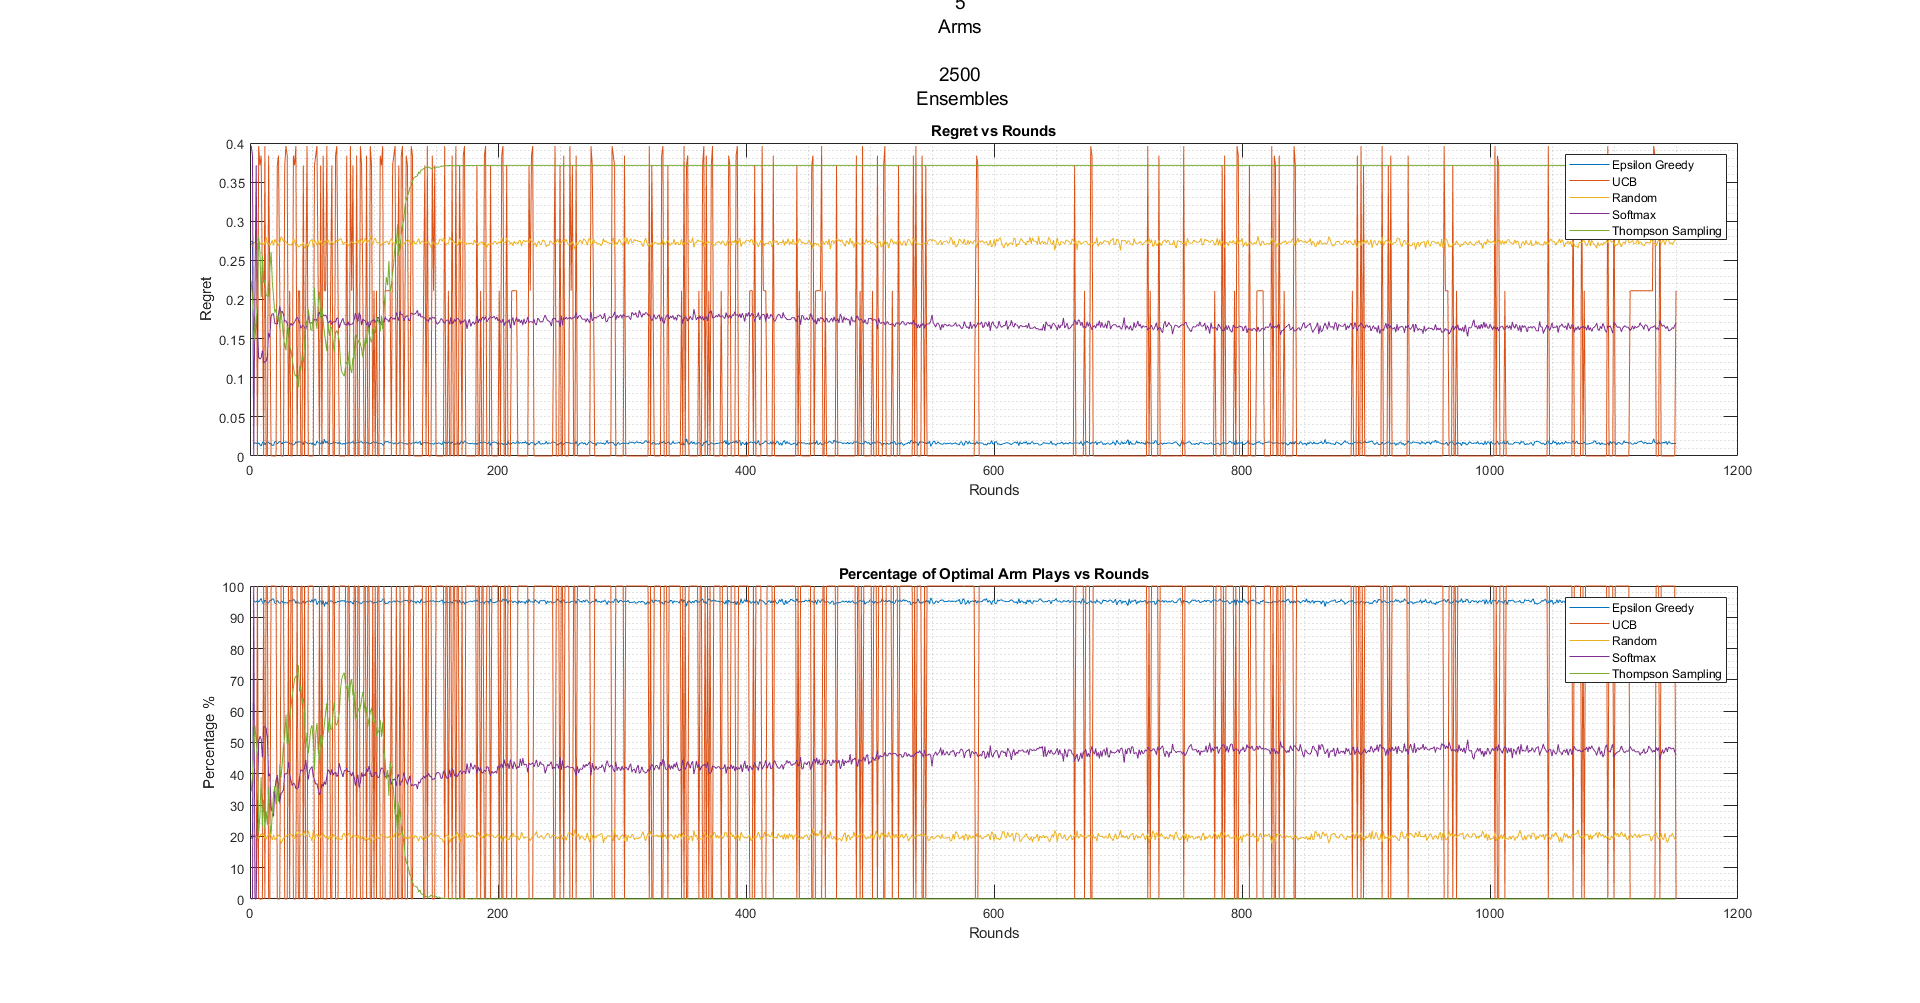 5
Arms
2500
Ensembles
Regret vs Rounds
0.4
0.35
0.3
0.25
0.2
0.15
0.1
0.05
0
Regret
Epsilon Greedy
UCB
Random
Softmax
Thompson Sampling
0 200 400 600 800 1000 1200
Rounds
Percentage of Optimal Arm Plays vs Rounds
100
90
80
70
60
50
40
30
20
10
0
Percentage %
Epsilon Greedy
UCB
Random
Softmax
Thompson Sampling
0 200 400 600 800 1000 1200
Rounds